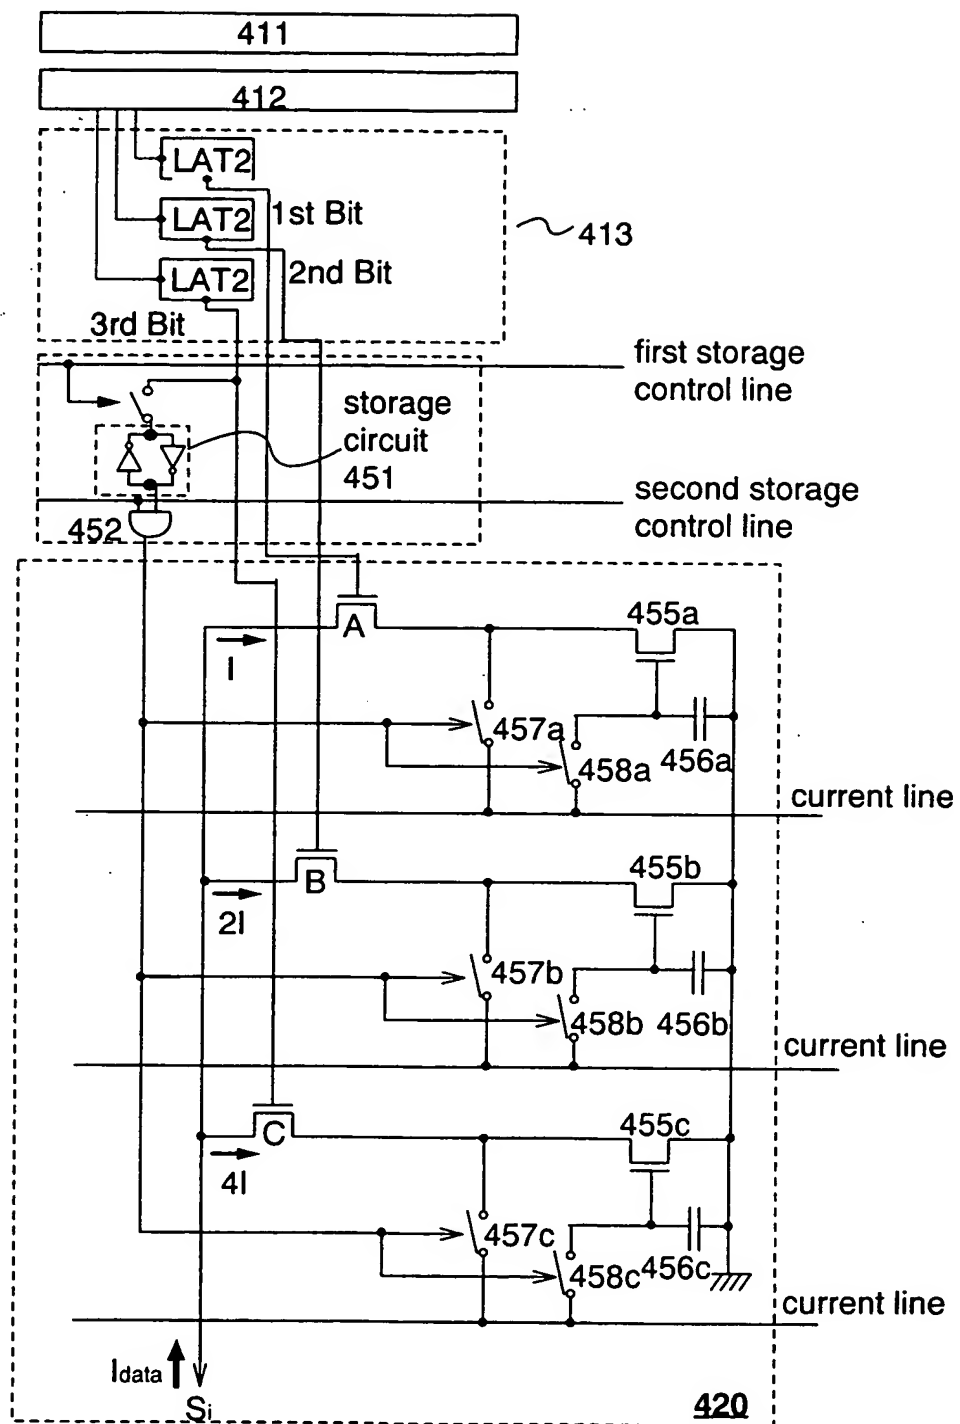 411
412
LAT2
1st Bit
LAT2
413
2nd Bit
LAT2
3rd Bit
first storage
control line
storage
circuit
451
second storage
control line
452
A
455a
I
457a
458a
456a
current line
B
455b
2I
457b
458b
456b
current line
C
455c
4I
457c
458c
456c
current line
Idata
Si
420